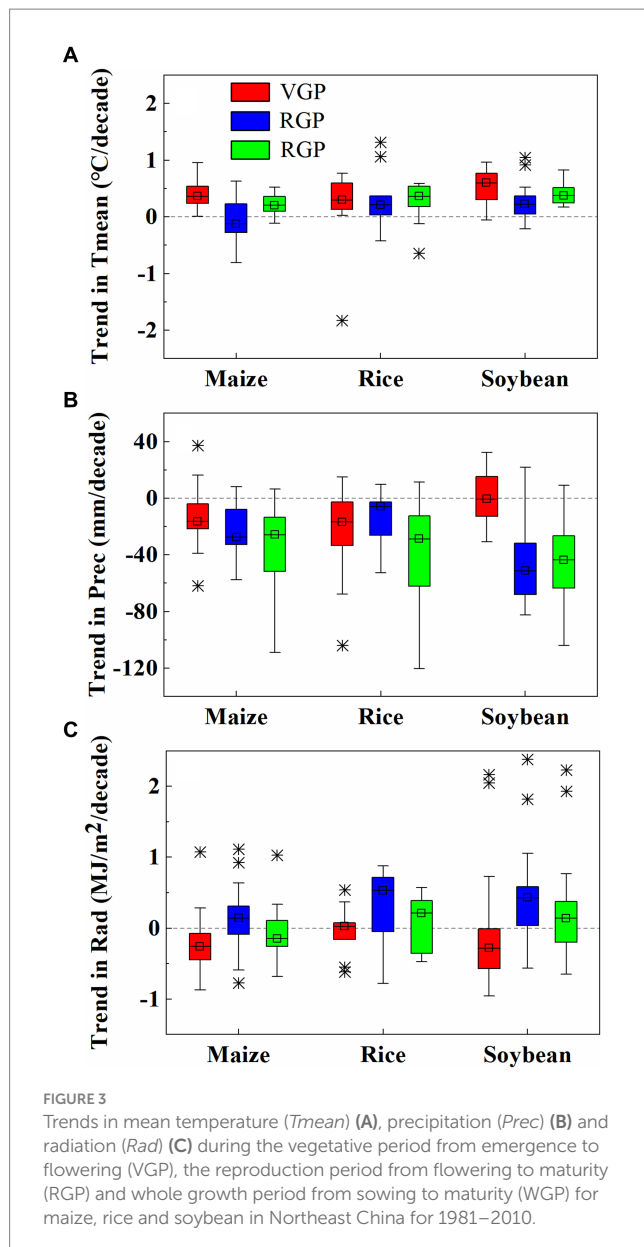 A
VGP
RGP
RGP
2
1
0
-1
-2
Trend in Tmean (°C/decade)
Maize Rice Soybean
B
40
0
-40
-80
-120
Trend in Prec (mm/decade)
Maize Rice Soybean
C
2
1
0
-1
Trend in Rad (MJ/m²/decade)
Maize Rice Soybean
FIGURE 3
Trends in mean temperature (Tmean) (A), precipitation (Prec) (B) and
radiation (Rad) (C) during the vegetative period from emergence to
flowering (VGP), the reproduction period from flowering to maturity
(RGP) and whole growth period from sowing to maturity (WGP) for
maize, rice and soybean in Northeast China for 1981–2010.